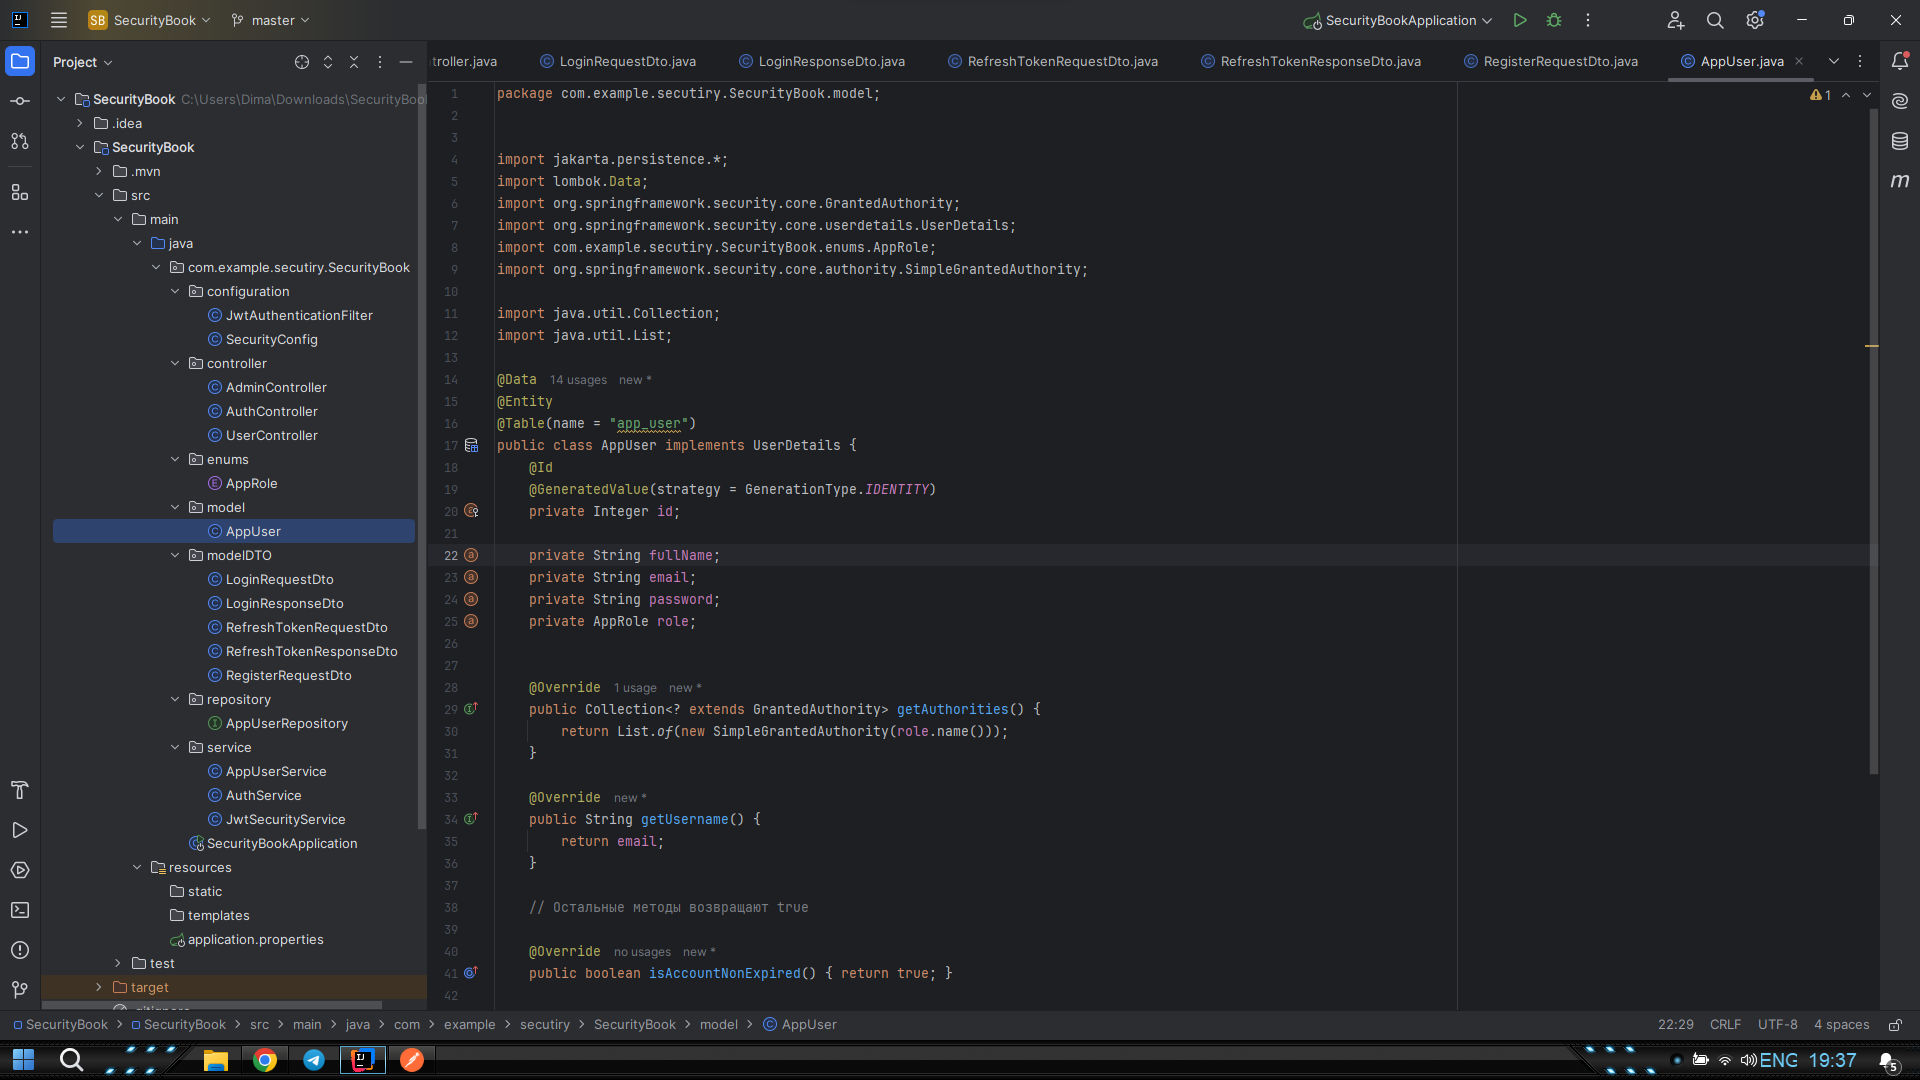 SB SecurityBook master SecurityBookApplication
Project
troller.java LoginRequestDto.java LoginResponseDto.java RefreshTokenRequestDto.java RefreshTokenResponseDto.java RegisterRequestDto.java AppUser.java
SecurityBook C:\Users\Dima\Downloads\SecurityBool
.idea
SecurityBook
.mvn
src
main
java
com.example.secutiry.SecurityBook
configuration
JwtAuthenticationFilter
SecurityConfig
controller
AdminController
AuthController
UserController
enums
AppRole
model
AppUser
modelDTO
LoginRequestDto
LoginResponseDto
RefreshTokenRequestDto
RefreshTokenResponseDto
RegisterRequestDto
repository
AppUserRepository
service
AppUserService
AuthService
JwtSecurityService
SecurityBookApplication
resources
static
templates
application.properties
test
target
1 package com.example.secutiry.SecurityBook.model;
1
2
3
4 import jakarta.persistence.*;
5 import lombok.Data;
6 import org.springframework.security.core.GrantedAuthority;
7 import org.springframework.security.core.userdetails.UserDetails;
8 import com.example.secutiry.SecurityBook.enums.AppRole;
9 import org.springframework.security.core.authority.SimpleGrantedAuthority;
10
11 import java.util.Collection;
12 import java.util.List;
13
14 @Data 14 usages new *
15 @Entity
16 @Table(name = "app_user")
17 public class AppUser implements UserDetails {
18 @Id
19 @GeneratedValue(strategy = GenerationType.IDENTITY)
20 private Integer id;
21
22 private String fullName;
23 private String email;
24 private String password;
25 private AppRole role;
26
27
28 @Override 1 usage new *
29 public Collection<? extends GrantedAuthority> getAuthorities() {
30 return List.of(new SimpleGrantedAuthority(role.name()));
31 }
32
33 @Override new *
34 public String getUsername() {
35 return email;
36 }
37
38 // Остальные методы возвращают true
39
40 @Override no usages new *
41 public boolean isAccountNonExpired() { return true; }
42
SecurityBook > SecurityBook > src > main > java > com > example > secutiry > SecurityBook > model > AppUser
22:29 CRLF UTF-8 4 spaces
ENG 19:37 5